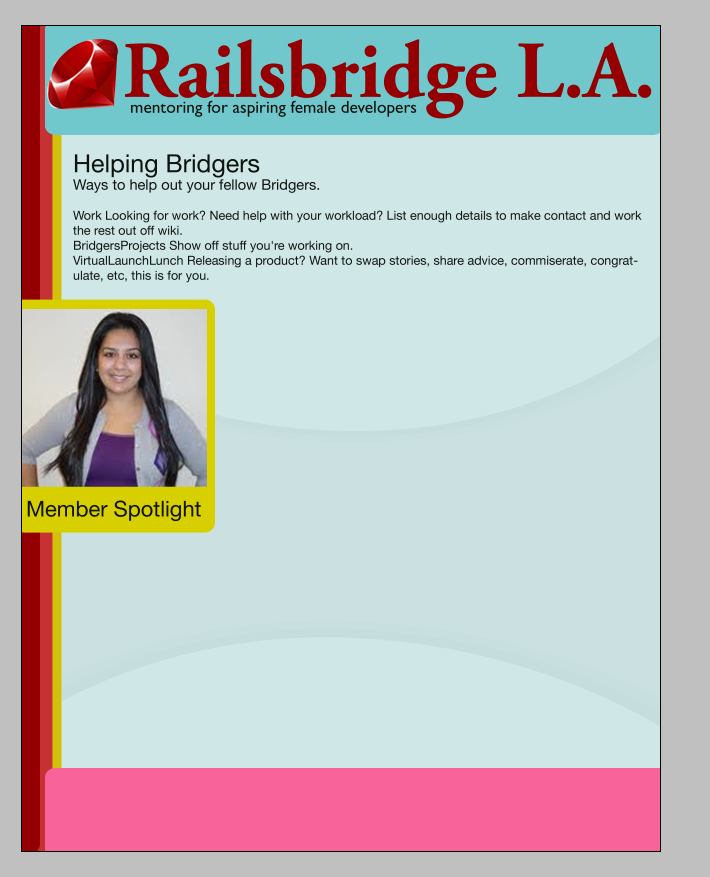 Railsbridge L.A.
mentoring for aspiring female developers
Helping Bridgers
Ways to help out your fellow Bridgers.
Work Looking for work? Need help with your workload? List enough details to make contact and work
the rest out off wiki.
BridgersProjects Show off stuff you're working on.
VirtualLaunchLunch Releasing a product? Want to swap stories, share advice, commiserate, congrat-
ulate, etc, this is for you.
Member Spotlight